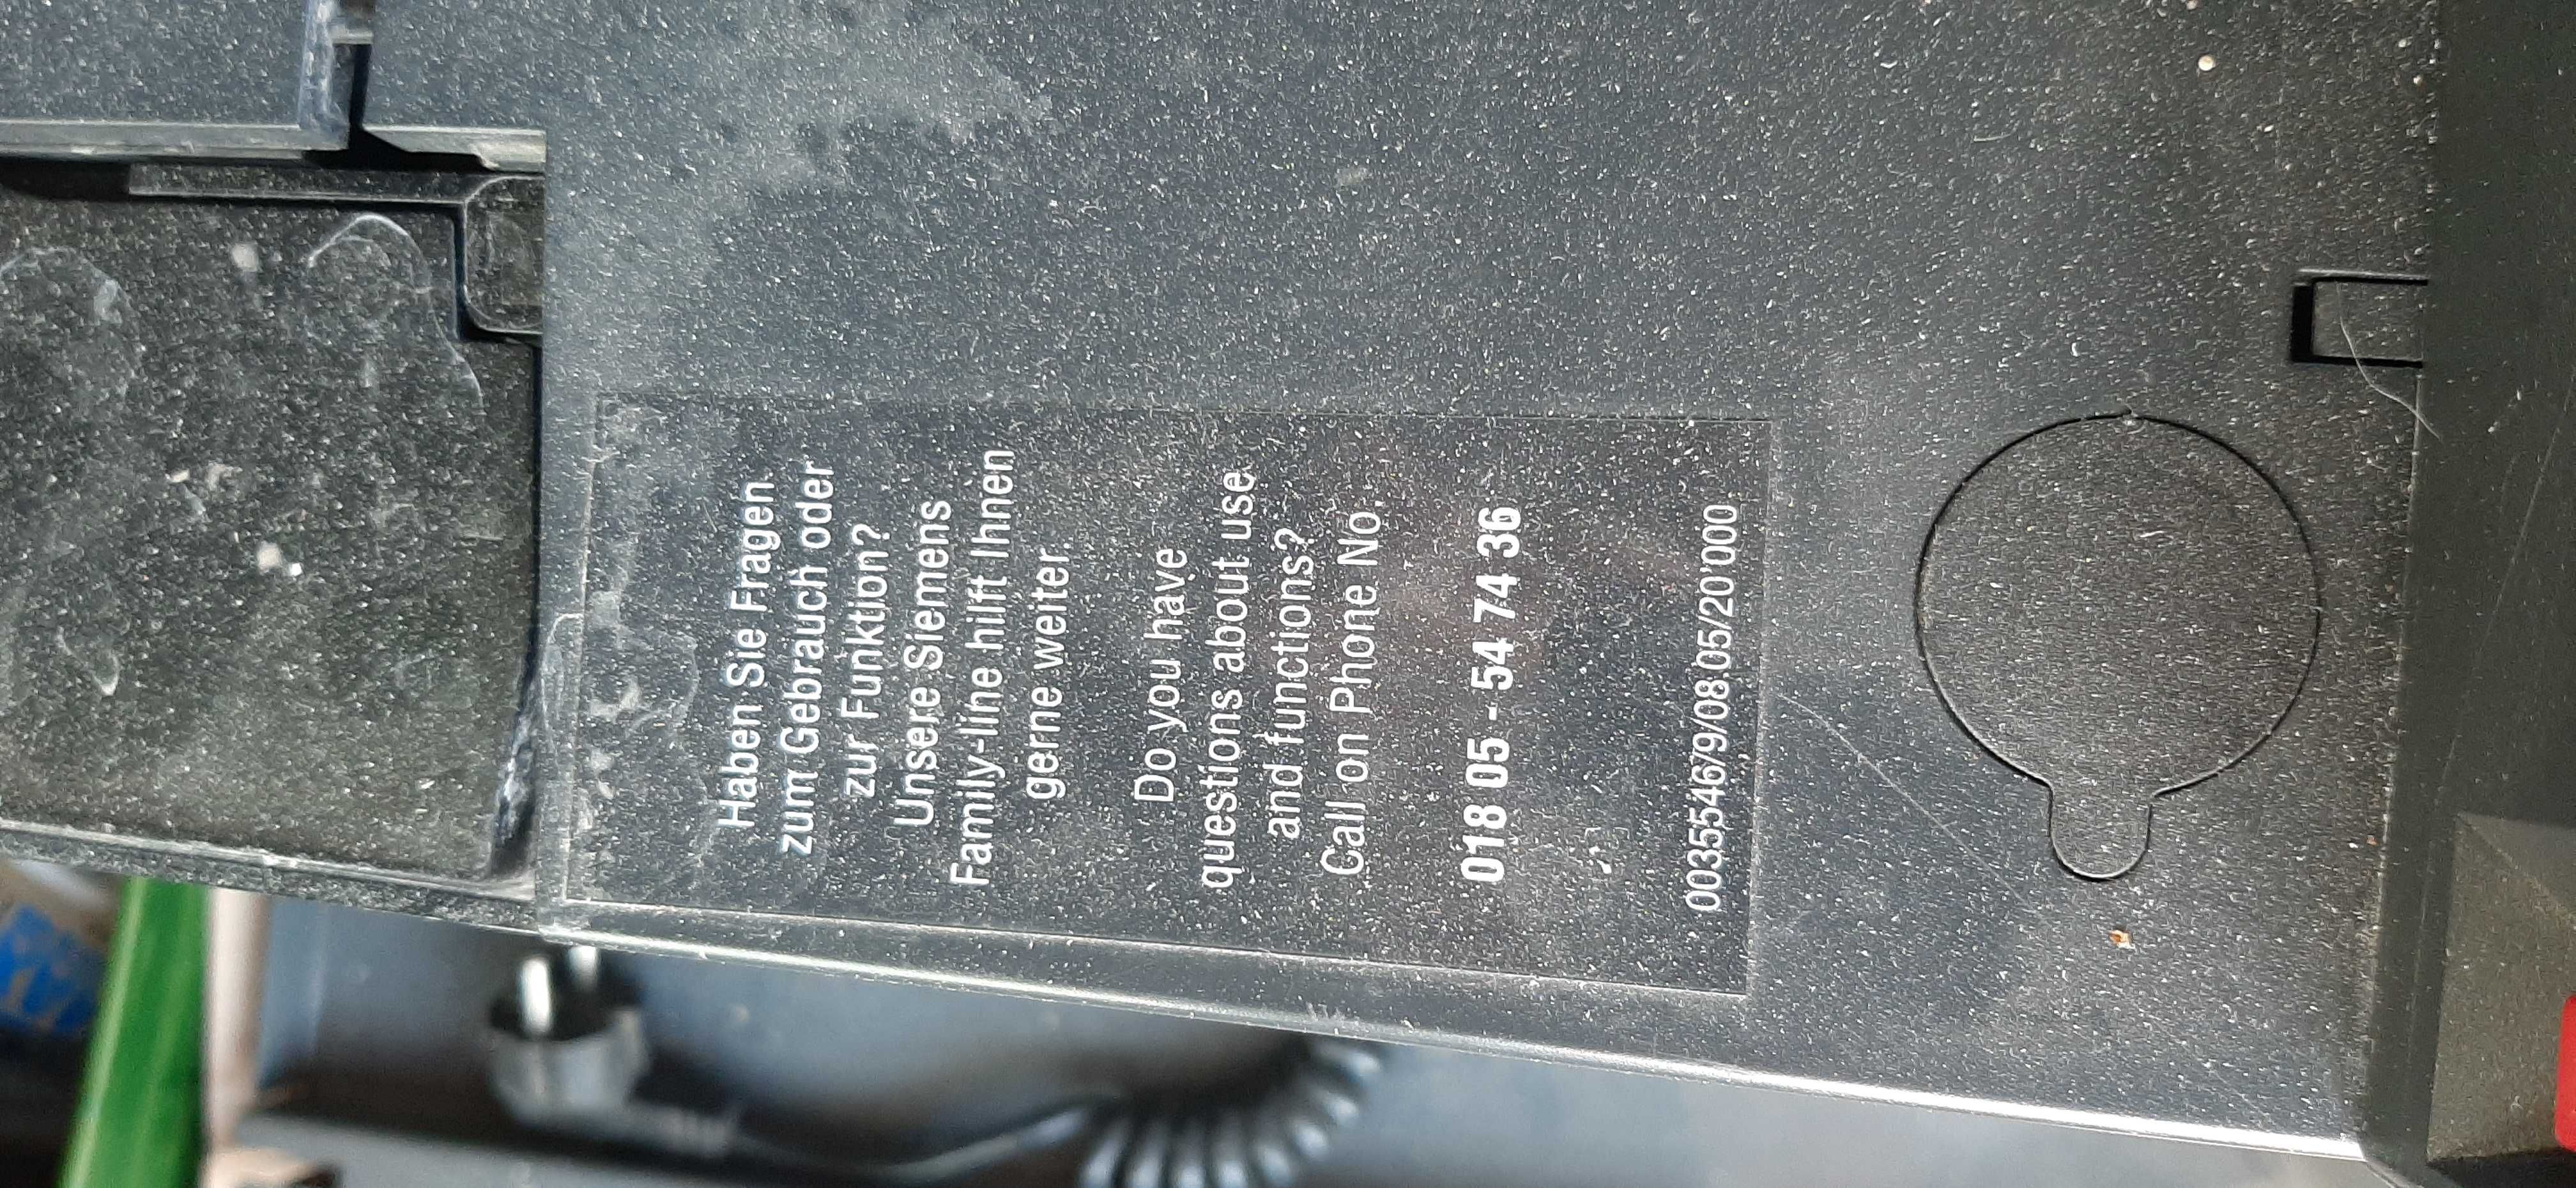 Haben Sie Fragen
zum Gebrauch oder
zur Funktion?
Unsere Siemens
Family-line hilft Ihnen
gerne weiter.
Do you have
questions about use
and functions?
Call on Phone No.
018 05 - 54 74 36
0035546/9/08.05/20'000